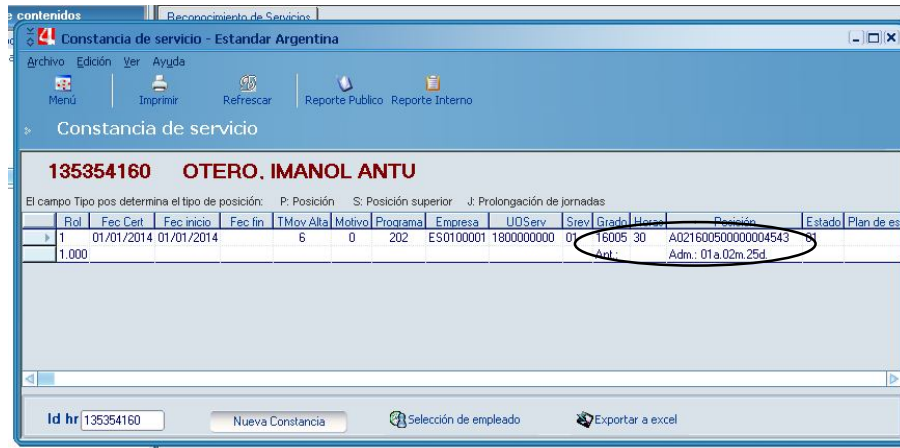 contenidos
Reconocimiento de Servicios
Constancia de servicio - Estandar Argentina
Archivo Edición Ver Ayuda
Menú Imprimir Refrescar Reporte Publico Reporte Interno
Constancia de servicio
135354160 OTERO, IMANOL ANTU
El campo Tipo pos determina el tipo de posición: P: Posición S: Posición superior J: Prolongación de jornadas
Rol Fec Cert Fec inicio Fec fin TMov Alta Motivo Programa Empresa UOServ Srev Grado Horas Posición Estado Plan de es
1 01/01/2014 01/01/2014 6 0 202 ES0100001 1800000000 01 16005 30 A021600500000004543 01
1.000 Ant.: Adm.: 01a.02m.25d.
Id hr 135354160 Nueva Constancia Selección de empleado Exportar a excel